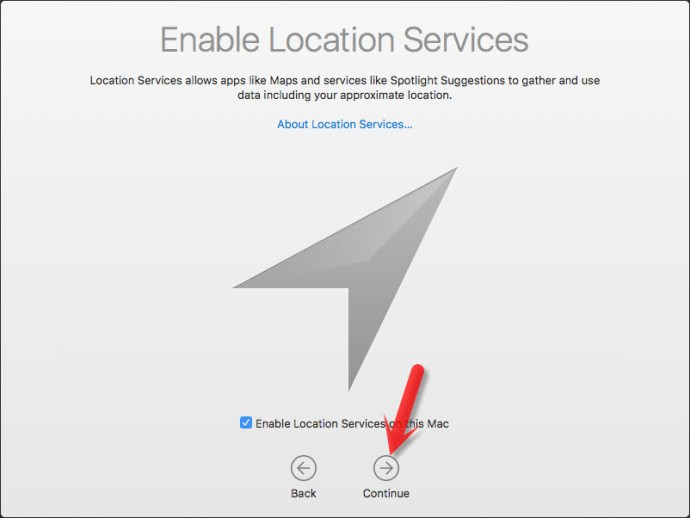 Enable Location Services
Location Services allows apps like Maps and services like Spotlight Suggestions to gather and use
data including your approximate location.
About Location Services...
Enable Location Services on this Mac
Back
Continue